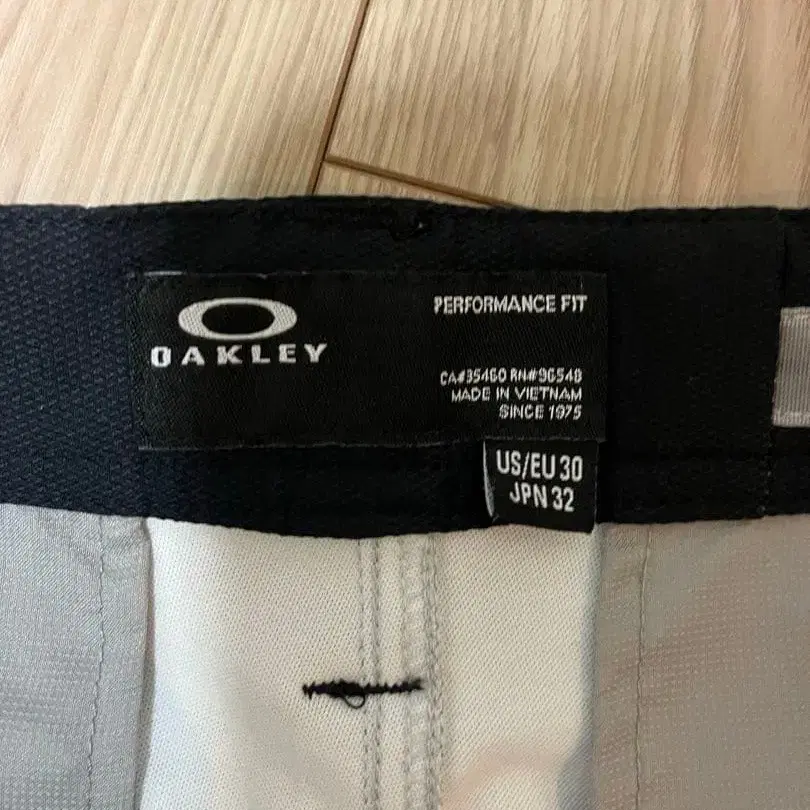 OAKLEY
PERFORMANCE FIT
CA#35460 RN#96548
MADE IN VIETNAM
SINCE 1975
US/EU 30
JPN 32